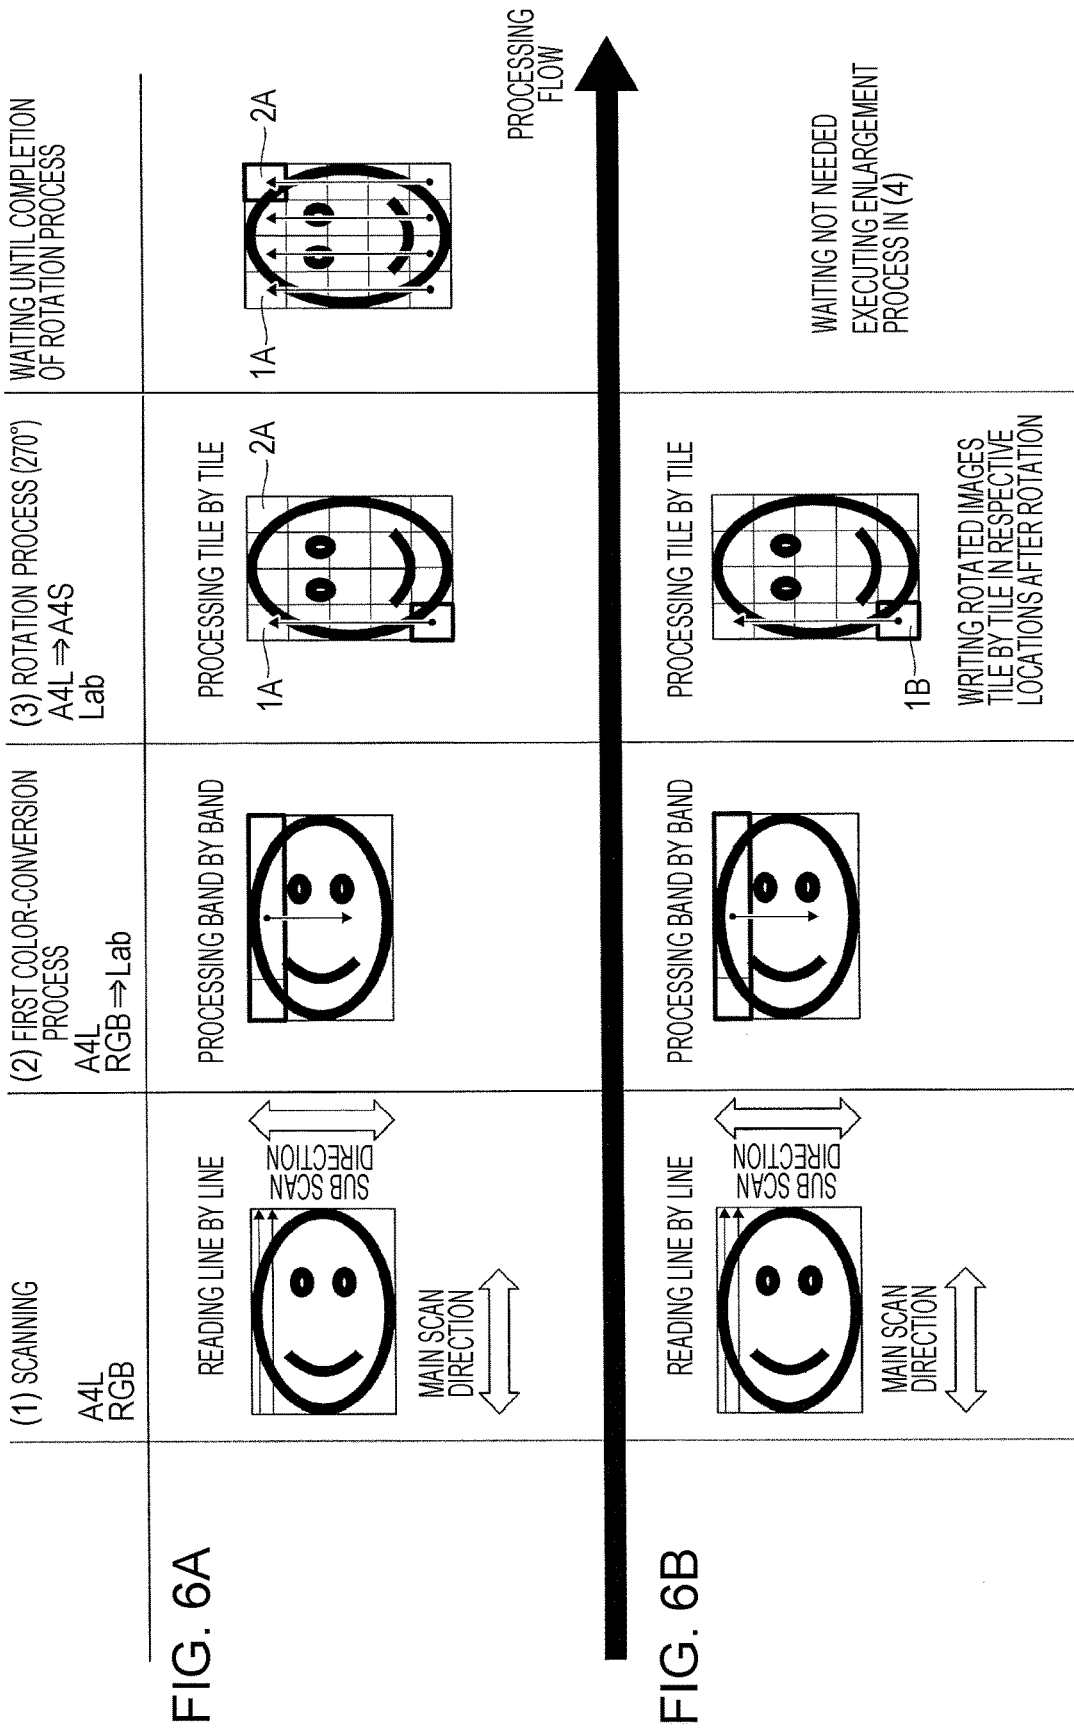 (1) SCANNING
A4L
RGB
(2) FIRST COLOR-CONVERSION
PROCESS
A4L
RGB⇒Lab
(3) ROTATION PROCESS (270°)
A4L⇒A4S
Lab
WAITING UNTIL COMPLETION
OF ROTATION PROCESS
FIG. 6A
READING LINE BY LINE
SUB SCAN
DIRECTION
MAIN SCAN
DIRECTION
PROCESSING BAND BY BAND
PROCESSING TILE BY TILE
1A
2A
1A
2A
PROCESSING
FLOW
FIG. 6B
READING LINE BY LINE
SUB SCAN
DIRECTION
MAIN SCAN
DIRECTION
PROCESSING BAND BY BAND
PROCESSING TILE BY TILE
1B
WRITING ROTATED IMAGES
TILE BY TILE IN RESPECTIVE
LOCATIONS AFTER ROTATION
WAITING NOT NEEDED
EXECUTING ENLARGEMENT
PROCESS IN (4)